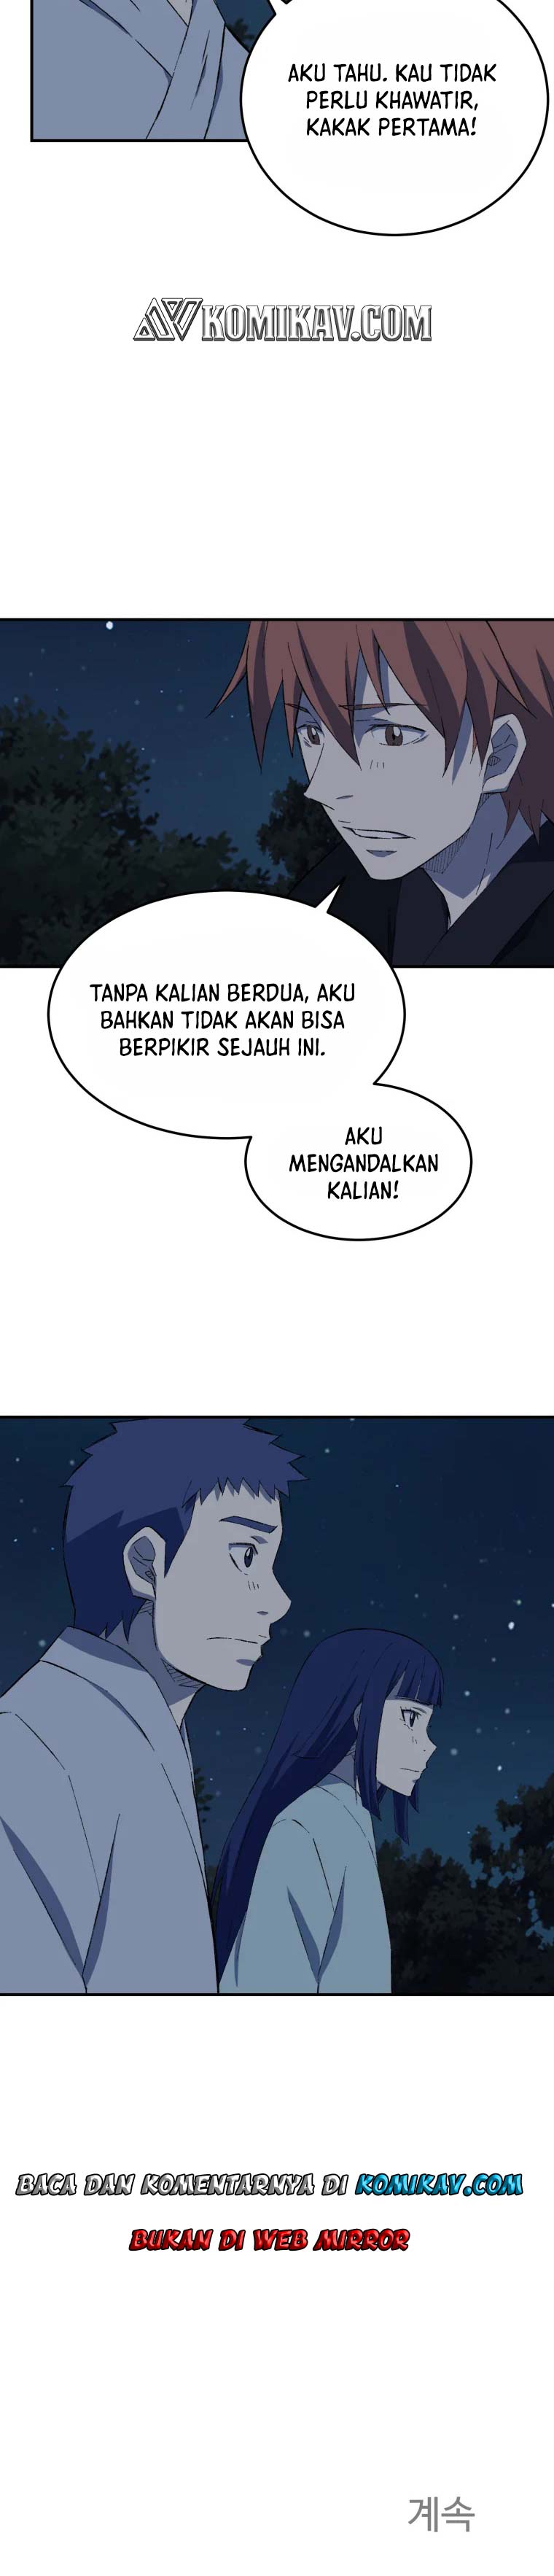 AKU TAHU. KAU TIDAK
PERLU KHAWATIR,
KAKAK PERTAMA!
KOMIKAV.COM
TANPA KALIAN BERDUA, AKU
BAHKAN TIDAK AKAN BISA
BERPIKIR SEJAUH INI.
AKU
MENGANDALKAN
KALIAN!
BACA DAN KOMENTARNYA DI KOMIKAV.COM
BUKAN DI WEB MIRROR
계속